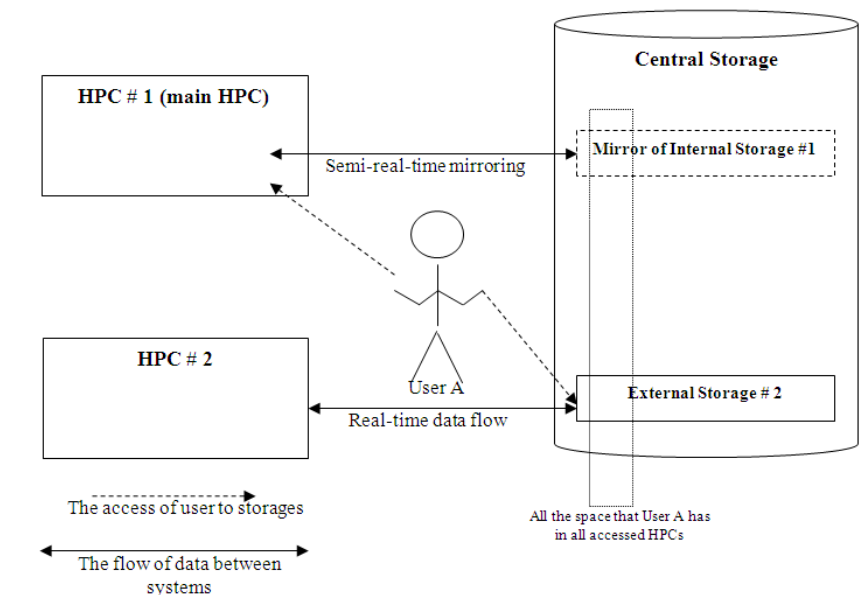 Central Storage
HPC # 1 (main HPC)
Mirror of Internal Storage #1
Semi-real-time mirroring
HPC # 2
User A
External Storage # 2
Real-time data flow
The access of user to storages
All the space that User A has
in all accessed HPCs
The flow of data between
systems